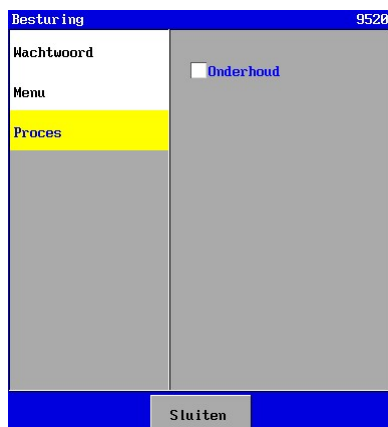 Besturing 9520
Wachtwoord
Onderhoud
Menu
Proces
Sluiten